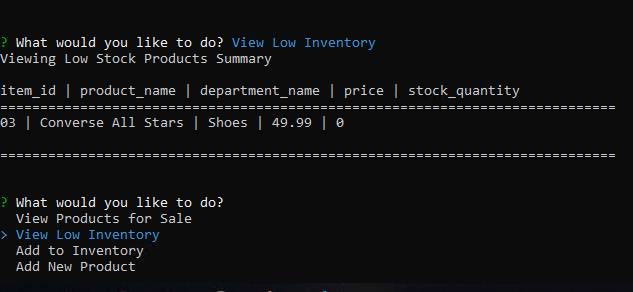 ? What would you like to do? View Low Inventory
Viewing Low Stock Products Summary
item_id | product_name | department_name | price | stock_quantity
=============================================================================
03 | Converse All Stars | Shoes | 49.99 | 0
=============================================================================
? What would you like to do?
View Products for Sale
> View Low Inventory
Add to Inventory
Add New Product